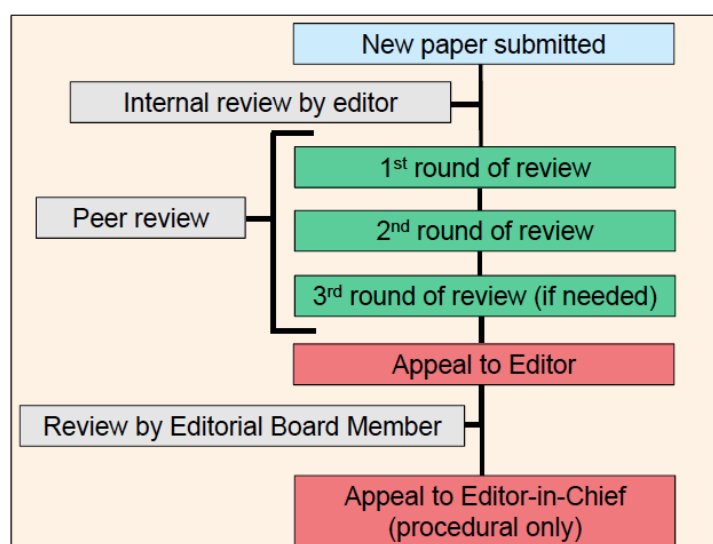 New paper submitted
Internal review by editor
1st round of review
Peer review
2nd round of review
3rd round of review (if needed)
Appeal to Editor
Review by Editorial Board Member
Appeal to Editor-in-Chief
(procedural only)